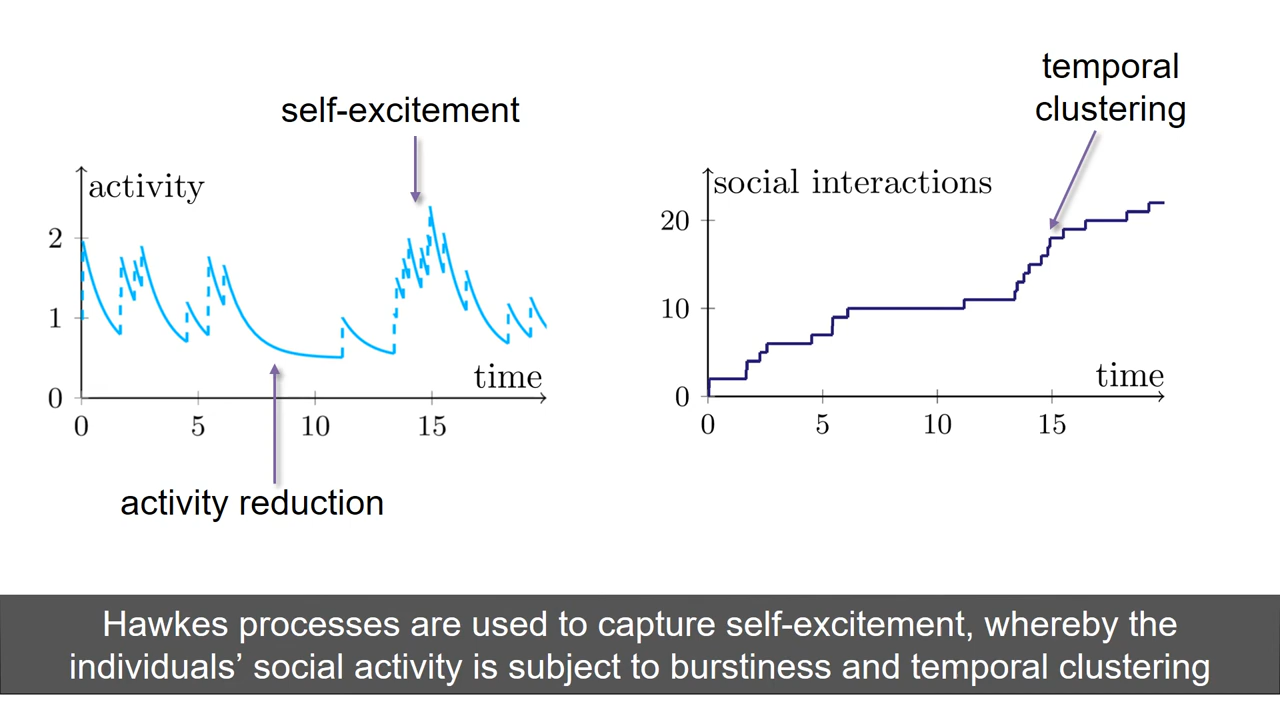 self-excitement
activity
2
1
0
0 5 10 15
time
activity reduction
temporal
clustering
social interactions
20
10
0
0 5 10 15
time
Hawkes processes are used to capture self-excitement, whereby the
individuals’ social activity is subject to burstiness and temporal clustering